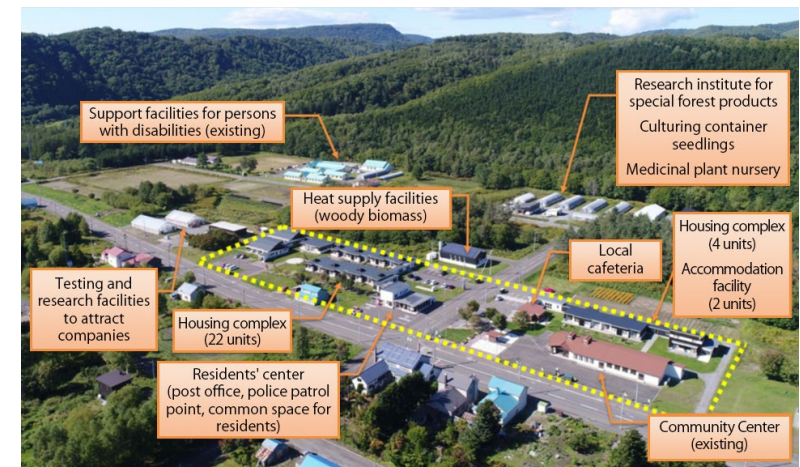 Support facilities for persons
with disabilities (existing)
Research institute for
special forest products
Culturing container
seedlings
Medicinal plant nursery
Heat supply facilities
(woody biomass)
Housing complex
(4 units)
Accommodation
facility
(2 units)
Local
cafeteria
Testing and
research facilities
to attract
companies
Housing complex
(22 units)
Residents' center
(post office, police patrol
point, common space for
residents)
Community Center
(existing)